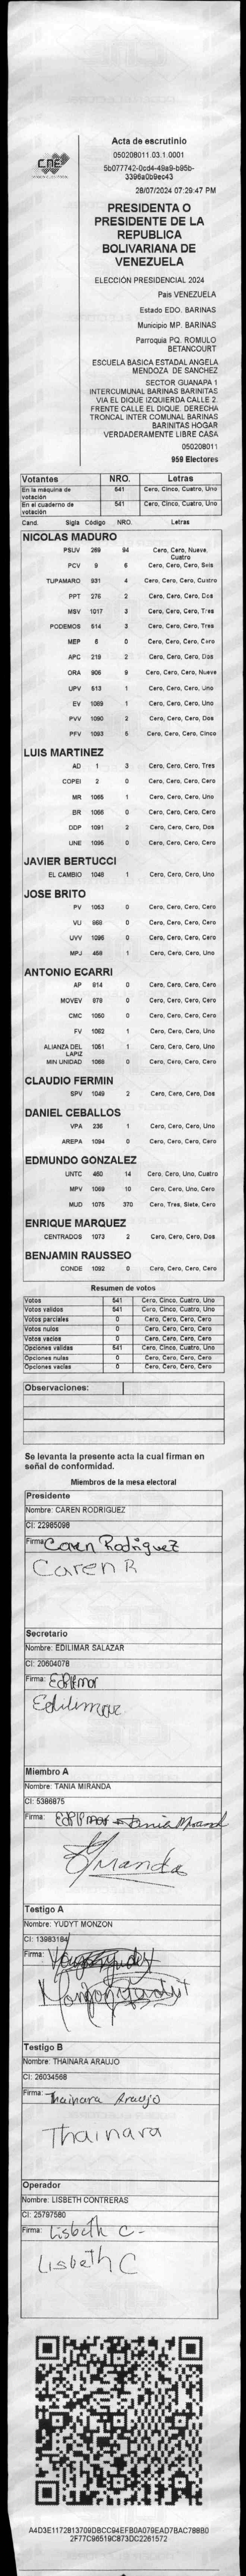 CNE
Acta de escrutinio
050208011.03.1.0001
5b077742-0cd4-49a9-b95b-
3396a0b9ec43
28/07/2024 07:29:47 PM
PRESIDENTA O
PRESIDENTE DE LA
REPUBLICA
BOLIVARIANA DE
VENEZUELA
ELECCIÓN PRESIDENCIAL 2024
Pais VENEZUELA
Estado EDO. BARINAS
Municipio MP. BARINAS
Parroquia PQ. ROMULO
BETANCOURT
ESCUELA BASICA ESTADAL ANGELA
MENDOZA DE SANCHEZ
SECTOR GUANAPA 1
INTERCUMUNAL BARINAS BARINITAS
VIA EL DIQUE IZQUIERDA CALLE 2.
FRENTE CALLE EL DIQUE. DERECHA
TRONCAL INTER COMUNAL BARINAS
BARINITAS HOGAR
VERDADERAMENTE LIBRE CASA
050208011
959 Electores
Votantes NRO. Letras
En la máquina de votación 541 Cero, Cinco, Cuatro, Uno
En el cuaderno de votación 541 Cero, Cinco, Cuatro, Uno
Cand. Sigla Código NRO. Letras
NICOLAS MADURO
PSUV 269 94 Cero, Cero, Nueve, Cuatro
PCV 9 6 Cero, Cero, Cero, Seis
TUPAMARO 931 4 Cero, Cero, Cero, Cuatro
PPT 276 2 Cero, Cero, Cero, Dos
MSV 1017 3 Cero, Cero, Cero, Tres
PODEMOS 514 3 Cero, Cero, Cero, Tres
MEP 6 0 Cero, Cero, Cero, Cero
APC 219 2 Cero, Cero, Cero, Dos
ORA 906 9 Cero, Cero, Cero, Nueve
UPV 513 1 Cero, Cero, Cero, Uno
EV 1089 1 Cero, Cero, Cero, Uno
PVV 1090 2 Cero, Cero, Cero, Dos
PFV 1093 5 Cero, Cero, Cero, Cinco
LUIS MARTINEZ
AD 1 3 Cero, Cero, Cero, Tres
COPEI 2 0 Cero, Cero, Cero, Cero
MR 1065 1 Cero, Cero, Cero, Uno
BR 1066 0 Cero, Cero, Cero, Cero
DDP 1091 2 Cero, Cero, Cero, Dos
UNE 1095 0 Cero, Cero, Cero, Cero
JAVIER BERTUCCI
EL CAMBIO 1048 1 Cero, Cero, Cero, Uno
JOSE BRITO
PV 1053 0 Cero, Cero, Cero, Cero
VU 868 0 Cero, Cero, Cero, Cero
UVV 1096 0 Cero, Cero, Cero, Cero
MPJ 459 1 Cero, Cero, Cero, Uno
ANTONIO ECARRI
AP 814 0 Cero, Cero, Cero, Cero
MOVEV 878 0 Cero, Cero, Cero, Cero
CMC 1050 0 Cero, Cero, Cero, Cero
FV 1062 1 Cero, Cero, Cero, Uno
ALIANZA DEL LAPIZ 1051 1 Cero, Cero, Cero, Uno
MIN UNIDAD 1068 0 Cero, Cero, Cero, Cero
CLAUDIO FERMIN
SPV 1049 2 Cero, Cero, Cero, Dos
DANIEL CEBALLOS
VPA 236 1 Cero, Cero, Cero, Uno
AREPA 1094 0 Cero, Cero, Cero, Cero
EDMUNDO GONZALEZ
UNTC 460 14 Cero, Cero, Uno, Cuatro
MPV 1069 10 Cero, Cero, Uno, Cero
MUD 1075 370 Cero, Tres, Siete, Cero
ENRIQUE MARQUEZ
CENTRADOS 1073 2 Cero, Cero, Cero, Dos
BENJAMIN RAUSSEO
CONDE 1092 0 Cero, Cero, Cero, Cero
Resumen de votos
Votos 541 Cero, Cinco, Cuatro, Uno
Votos validos 541 Cero, Cinco, Cuatro, Uno
Votos parciales 0 Cero, Cero, Cero, Cero
Votos nulos 0 Cero, Cero, Cero, Cero
Votos vacios 0 Cero, Cero, Cero, Cero
Opciones validas 541 Cero, Cinco, Cuatro, Uno
Opciones nulas 0 Cero, Cero, Cero, Cero
Opciones vacias 0 Cero, Cero, Cero, Cero
Observaciones:
Se levanta la presente acta la cual firman en
señal de conformidad.
Miembros de la mesa electoral
Presidente
Nombre: CAREN RODRIGUEZ
CI: 22985098
Firma: Caren Rodriguez
Caren R
Secretario
Nombre: EDILIMAR SALAZAR
CI: 20604078
Firma:
Miembro A
Nombre: TANIA MIRANDA
CI: 5386875
Firma: Tania Mirand
Miranda
Testigo A
Nombre: YUDYT MONZON
CI: 13983184
Firma:
Testigo B
Nombre: THAINARA ARAUJO
CI: 26034568
Firma: Thainara Araujo
Thainara
Operador
Nombre: LISBETH CONTRERAS
CI: 25797580
Firma: Lisbeth C-
Lisbeth C
A4D3E1172813709DBCC94EFB0A079EAD7BAC788B0
2F77C96519C873DC2261572